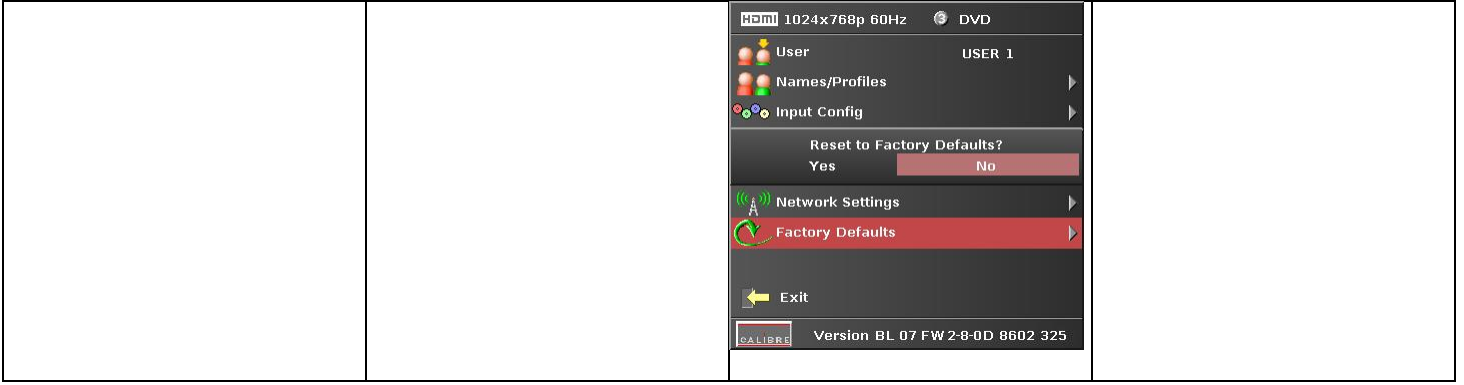 HDMI 1024x768p 60Hz 3 DVD
User USER 1
Names/Profiles
Input Config
Reset to Factory Defaults?
Yes No
Network Settings
Factory Defaults
Exit
CALIBRE Version BL 07 FW 2-8-0D 8602 325